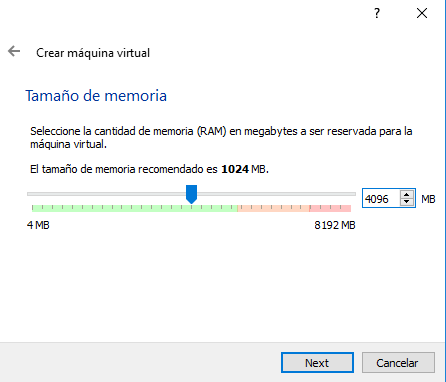 ?
Crear máquina virtual
Tamaño de memoria
Seleccione la cantidad de memoria (RAM) en megabytes a ser reservada para la
máquina virtual.
El tamaño de memoria recomendado es 1024 MB.
4096 MB
4 MB 8192 MB
Next Cancelar